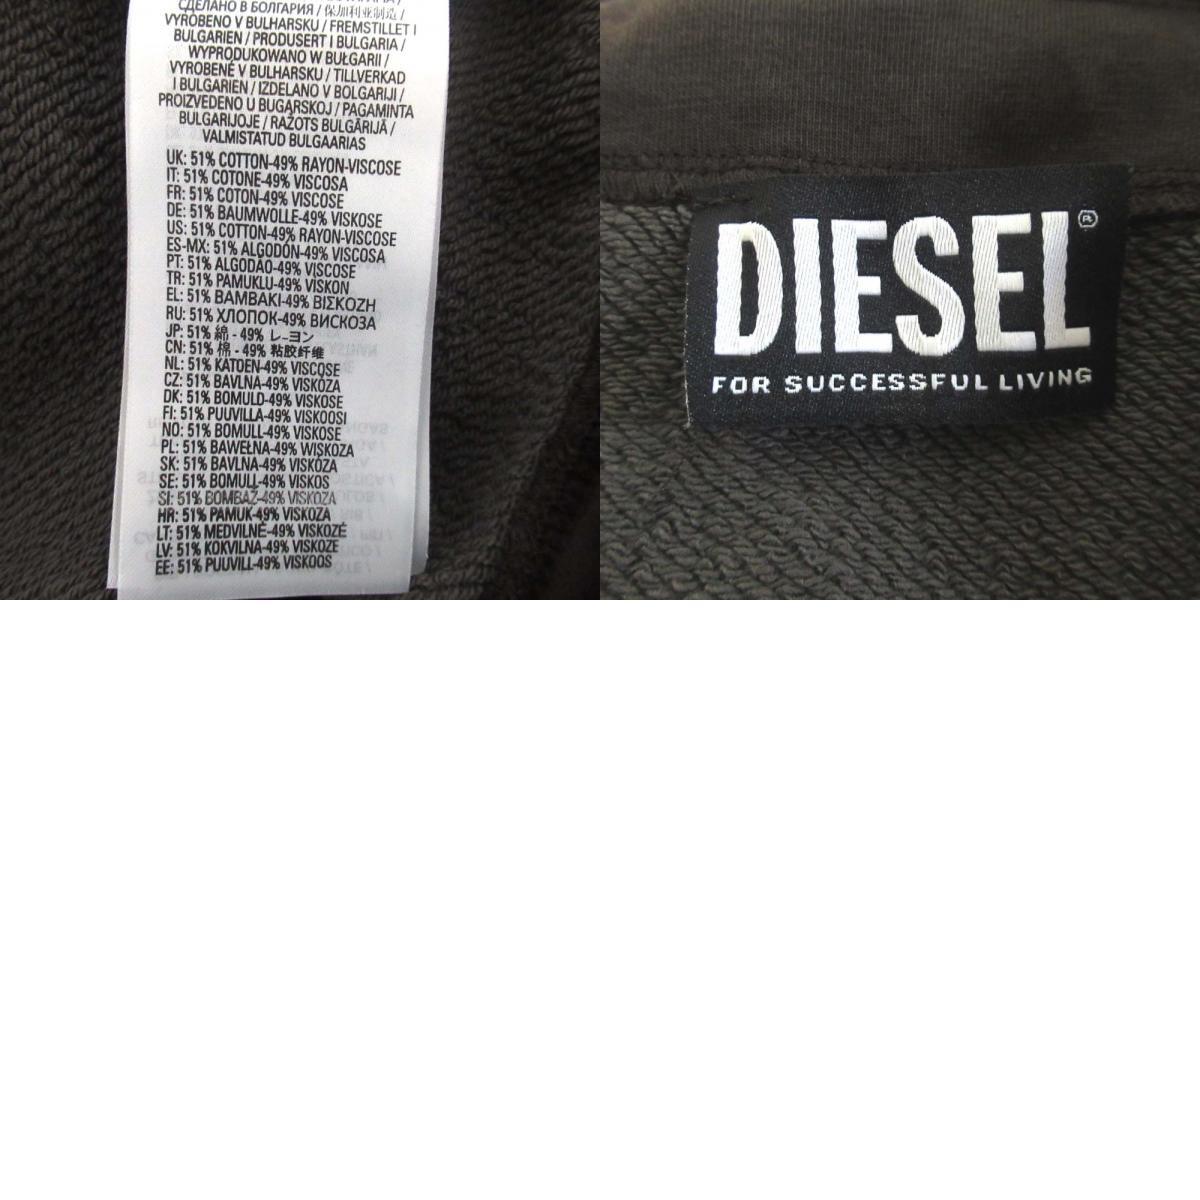 СДЕЛАНО В БОЛГАРИЯ / 保加利亚制造 /
VYROBENO V BULHARSKU / FREMSTILLET I
BULGARIEN / PRODUSERT I BULGARIA /
WYPRODUKOWANO W BUŁGARII /
VYROBENÉ V BULHARSKU / TILLVERKAD
I BULGARIEN / IZDELANO V BOLGARIJI /
PROIZVEDENO U BUGARSKOJ / PAGAMINTA
BULGARIJOJE / RAŽOTS BULGĀRIJĀ /
VALMISTATUD BULGAARIAS
UK: 51% COTTON-49% RAYON-VISCOSE
IT: 51% COTONE-49% VISCOSA
FR: 51% COTON-49% VISCOSE
DE: 51% BAUMWOLLE-49% VISKOSE
US: 51% COTTON-49% RAYON-VISCOSE
ES-MX: 51% ALGODÓN-49% VISCOSA
PT: 51% ALGODÃO-49% VISCOSE
TR: 51% PAMUKLU-49% VISKON
EL: 51% ΒΑΜΒΑΚΙ-49% ΒΙΣΚΟΖΗ
RU: 51% ХЛОПОК-49% ВИСКОЗА
JP: 51% 綿 - 49% レ-ヨン
CN: 51% 棉 - 49% 粘胶纤维
NL: 51% KATOEN-49% VISCOSE
CZ: 51% BAVLNA-49% VISKÓZA
DK: 51% BOMULD-49% VISKOSE
FI: 51% PUUVILLA-49% VISKOOSI
NO: 51% BOMULL-49% VISKOSE
PL: 51% BAWEŁNA-49% WISKOZA
SK: 51% BAVLNA-49% VISKÓZA
SE: 51% BOMULL-49% VISKOS
SI: 51% BOMBAŽ-49% VISKOZA
HR: 51% PAMUK-49% VISKOZA
LT: 51% MEDVILNĖ-49% VISKOZĖ
LV: 51% KOKVILNA-49% VISKOZE
EE: 51% PUUVILL-49% VISKOOS
DIESEL®
FOR SUCCESSFUL LIVING